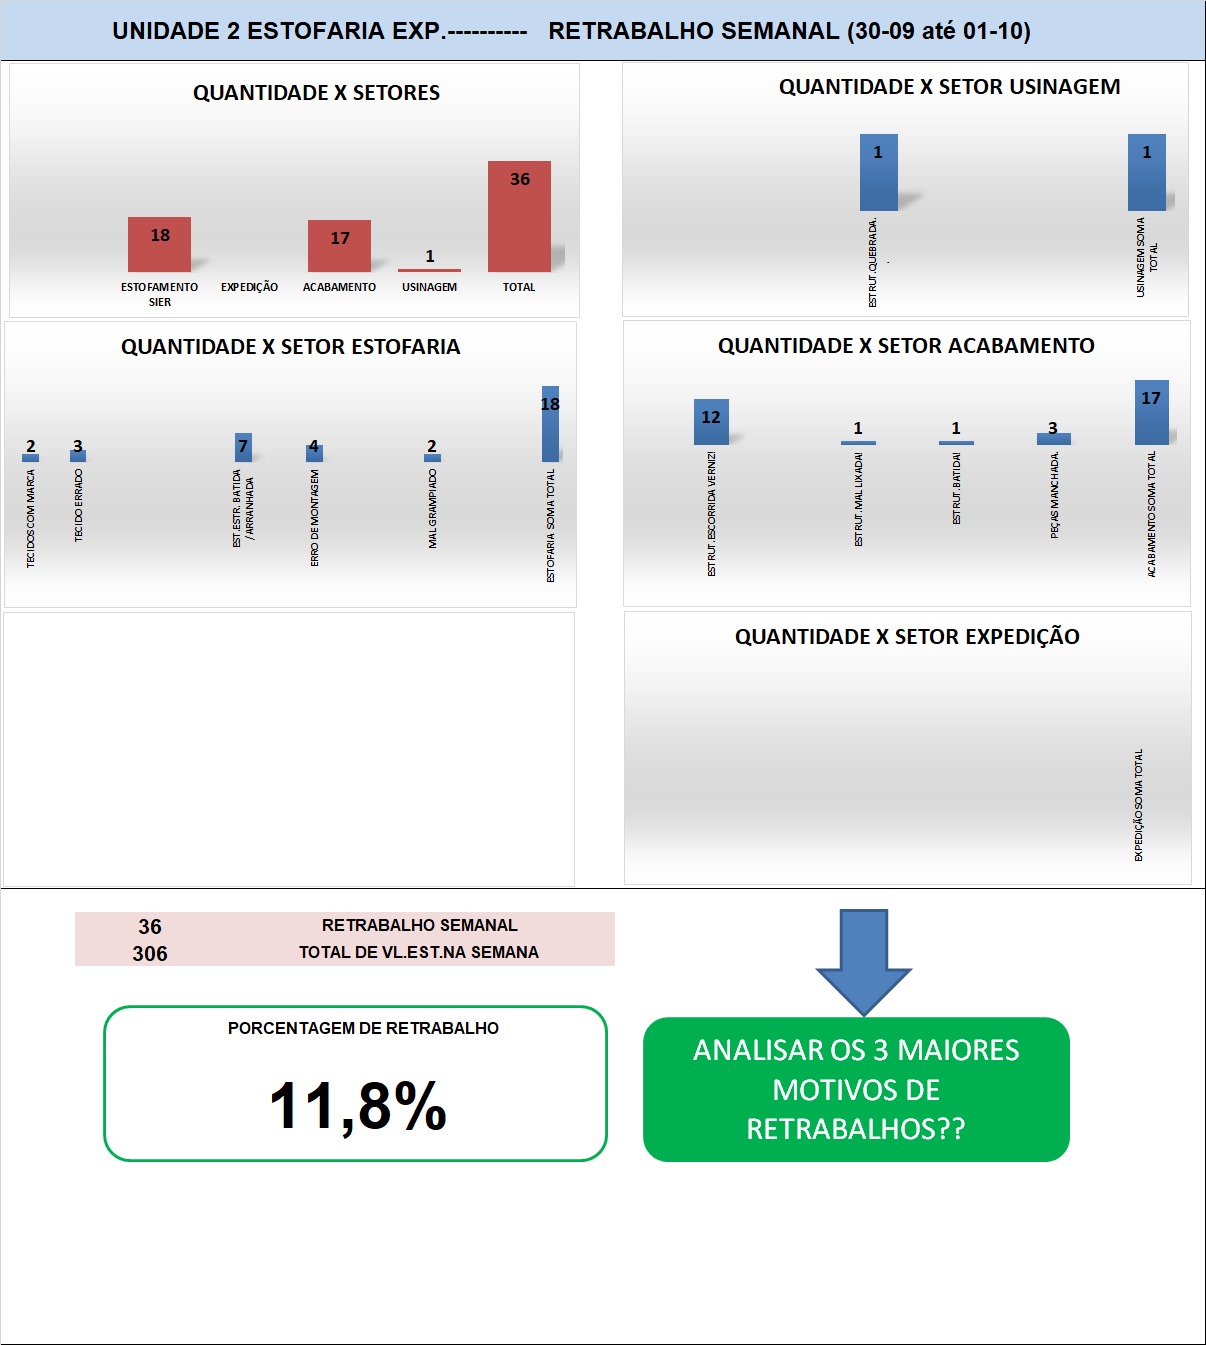 UNIDADE 2 ESTOFARIA EXP.---------- RETRABALHO SEMANAL (30-09 até 01-10)
QUANTIDADE X SETORES
36
18
17
1
ESTOFAMENTO
SIER
EXPEDIÇÃO
ACABAMENTO
USINAGEM
TOTAL
QUANTIDADE X SETOR USINAGEM
1
1
ESTRUT.QUEBRADA.
.
USINAGEM SOMA
TOTAL
QUANTIDADE X SETOR ESTOFARIA
2
3
7
4
2
18
TECIDOS COM MARCA
TECIDO ERRADO
EST.ESTR. BATIDA
/ ARRANHADA
ERRO DE MONTAGEM
MAL GRAMPIADO
ESTOFARIA SOMA TOTAL
QUANTIDADE X SETOR ACABAMENTO
12
1
1
3
17
ESTRUT.ESCORRIDA VERNIZ!
ESTRUT.MAL LIXADA!
ESTRUT.BATIDA!
PEÇAS MANCHADA.
ACABAMENTO SOMA TOTAL
QUANTIDADE X SETOR EXPEDIÇÃO
EXPEDIÇÃO SOMA TOTAL
36 RETRABALHO SEMANAL
306 TOTAL DE VL.EST.NA SEMANA
PORCENTAGEM DE RETRABALHO
11,8%
ANALISAR OS 3 MAIORES
MOTIVOS DE
RETRABALHOS??